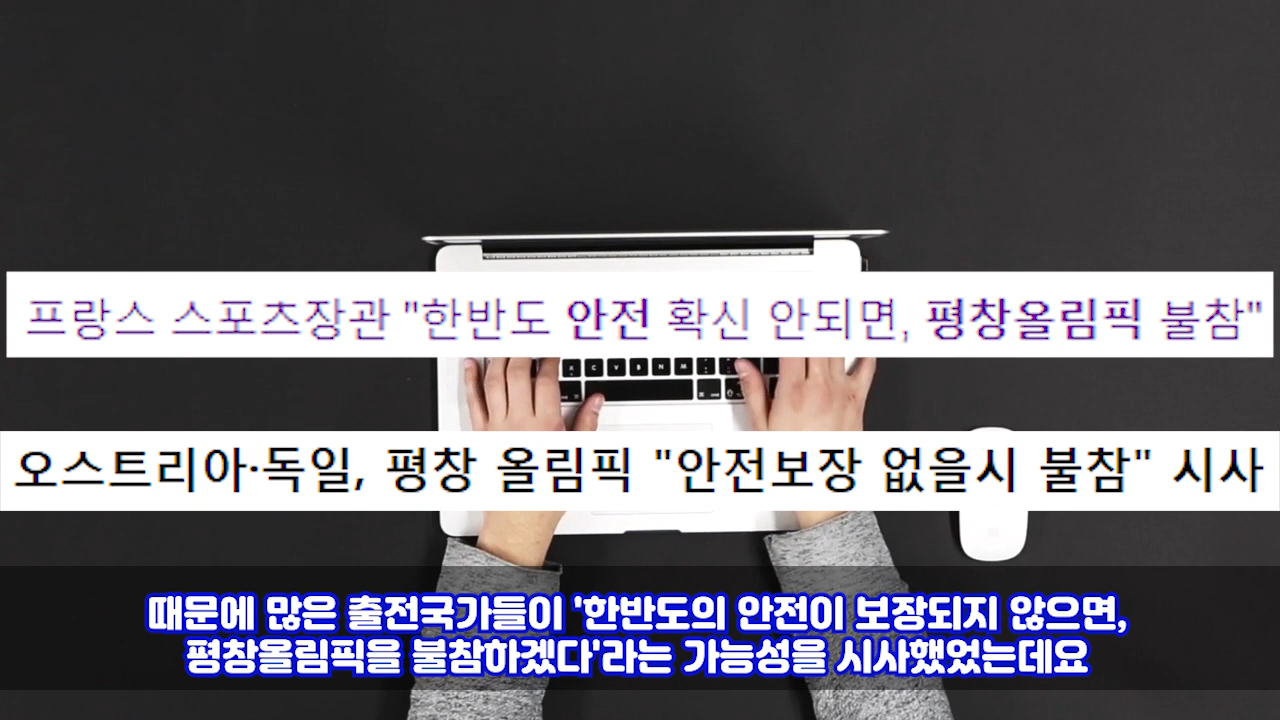 프랑스 스포츠장관 "한반도 안전 확신 안되면, 평창올림픽 불참"
오스트리아·독일, 평창 올림픽 "안전보장 없을시 불참" 시사
때문에 많은 출전국가들이 '한반도의 안전이 보장되지 않으면,
평창올림픽을 불참하겠다'라는 가능성을 시사했었는데요